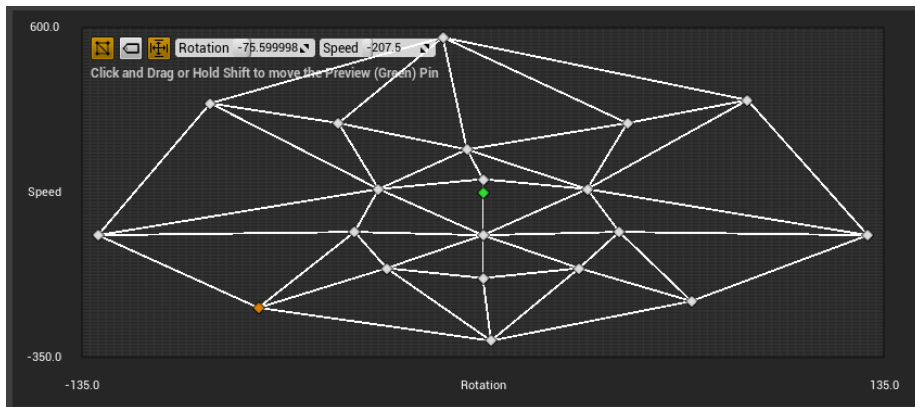 600.0
Rotation -75.599998 Speed -207.5
Click and Drag or Hold Shift to move the Preview (Green) Pin
Speed
-350.0
-135.0 Rotation 135.0